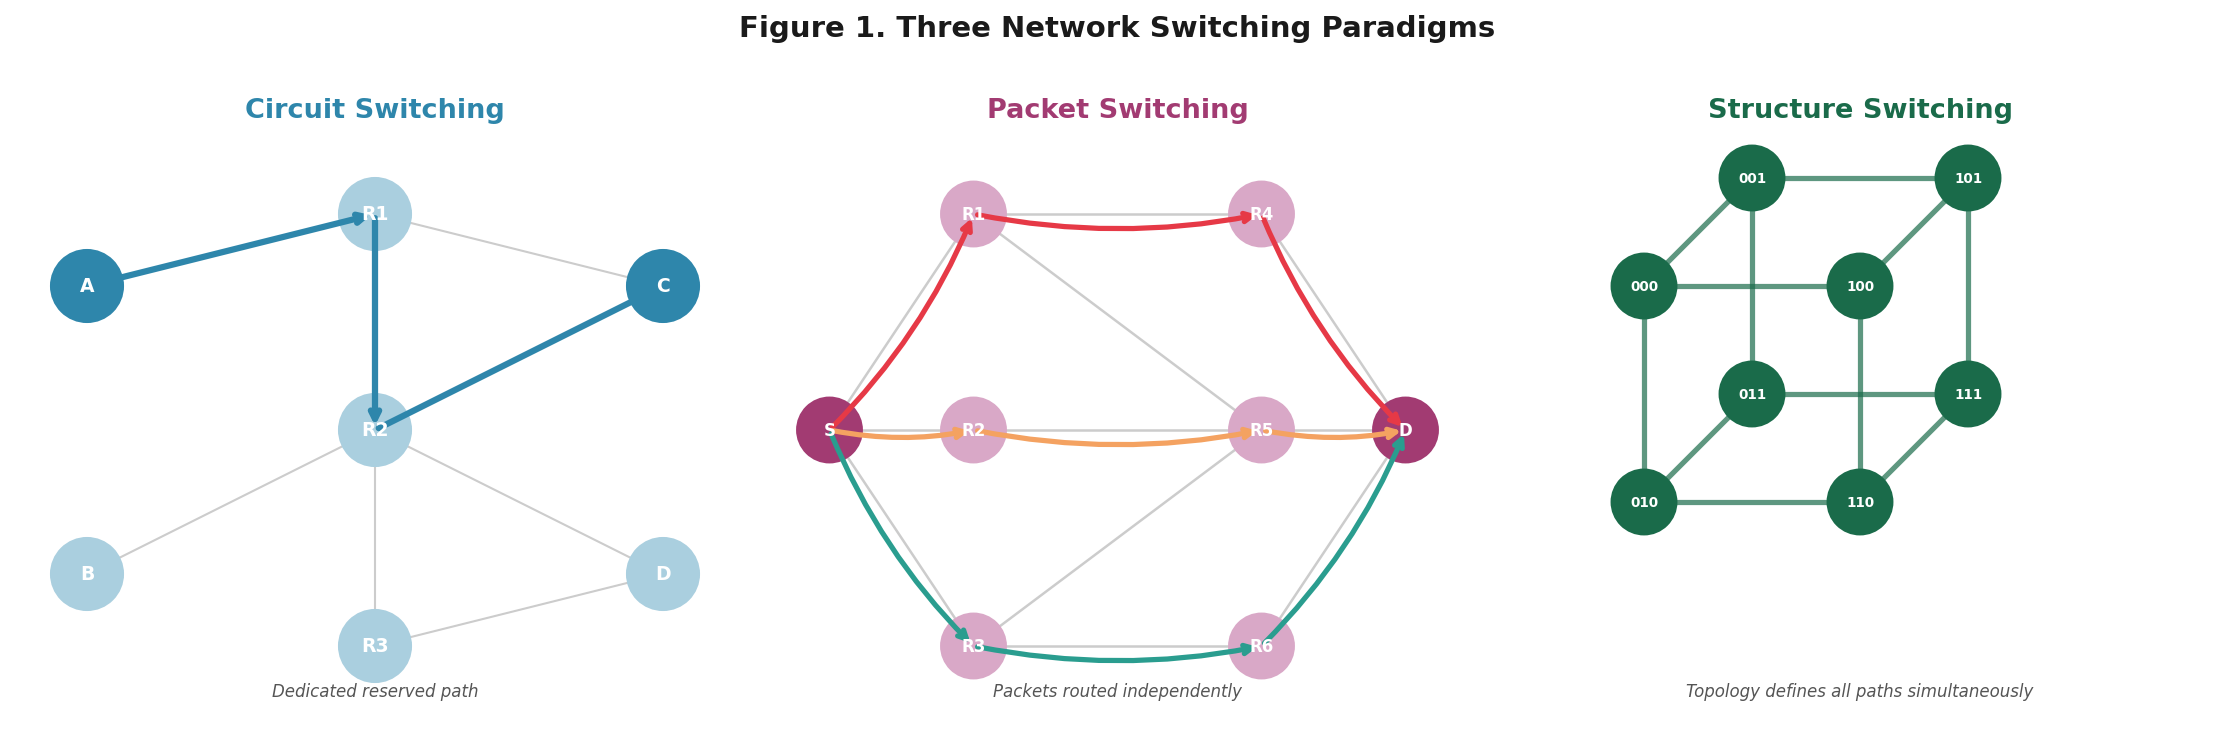 Figure 1. Three Network Switching Paradigms
Circuit Switching
R1
A
C
R2
B
D
R3
Dedicated reserved path
Packet Switching
R1
R4
S
R2
R5
D
R3
R6
Packets routed independently
Structure Switching
001
101
000
100
011
111
010
110
Topology defines all paths simultaneously